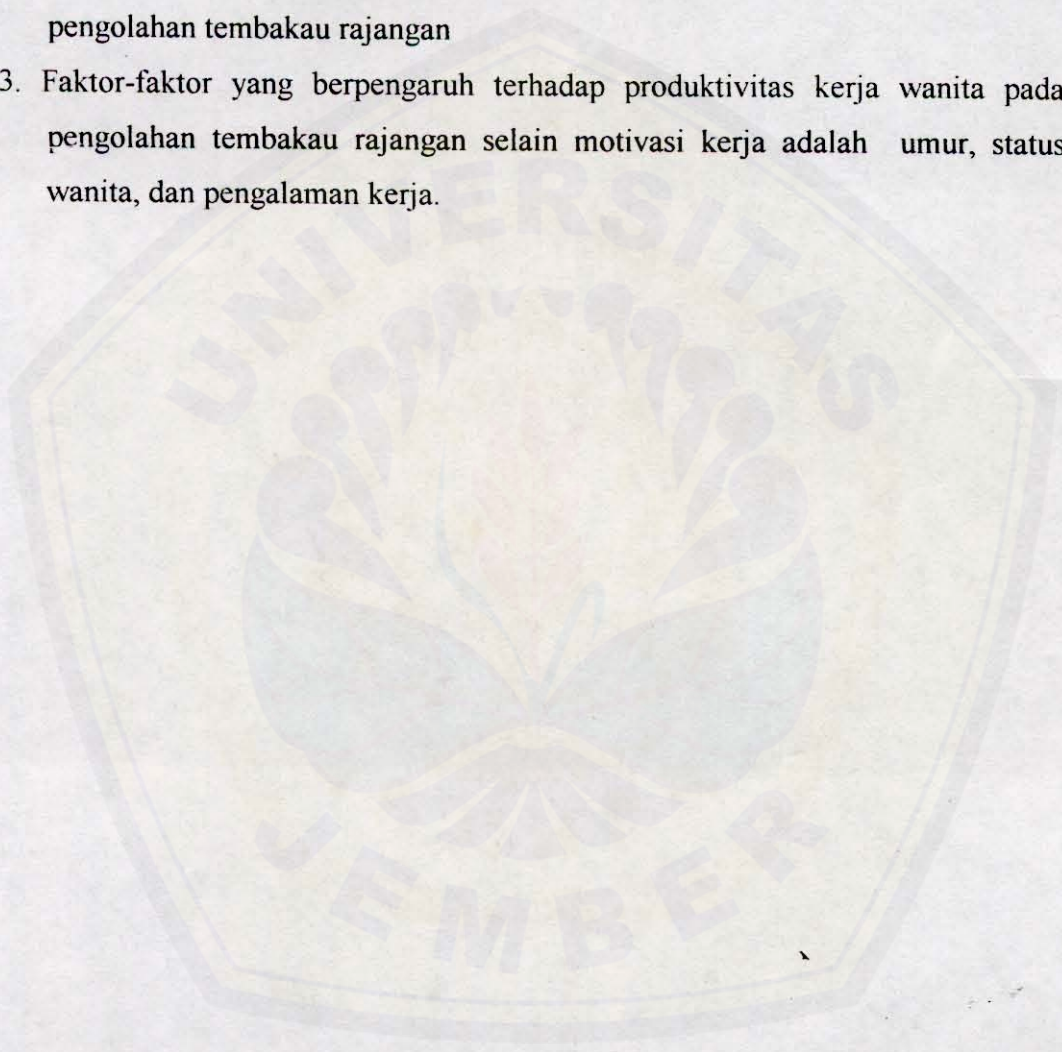 pengolahan tembakau rajangan
3. Faktor-faktor yang berpengaruh terhadap produktivitas kerja wanita pada
pengolahan tembakau rajangan selain motivasi kerja adalah umur, status
wanita, dan pengalaman kerja.
UNIVERSITAS
JEMBER